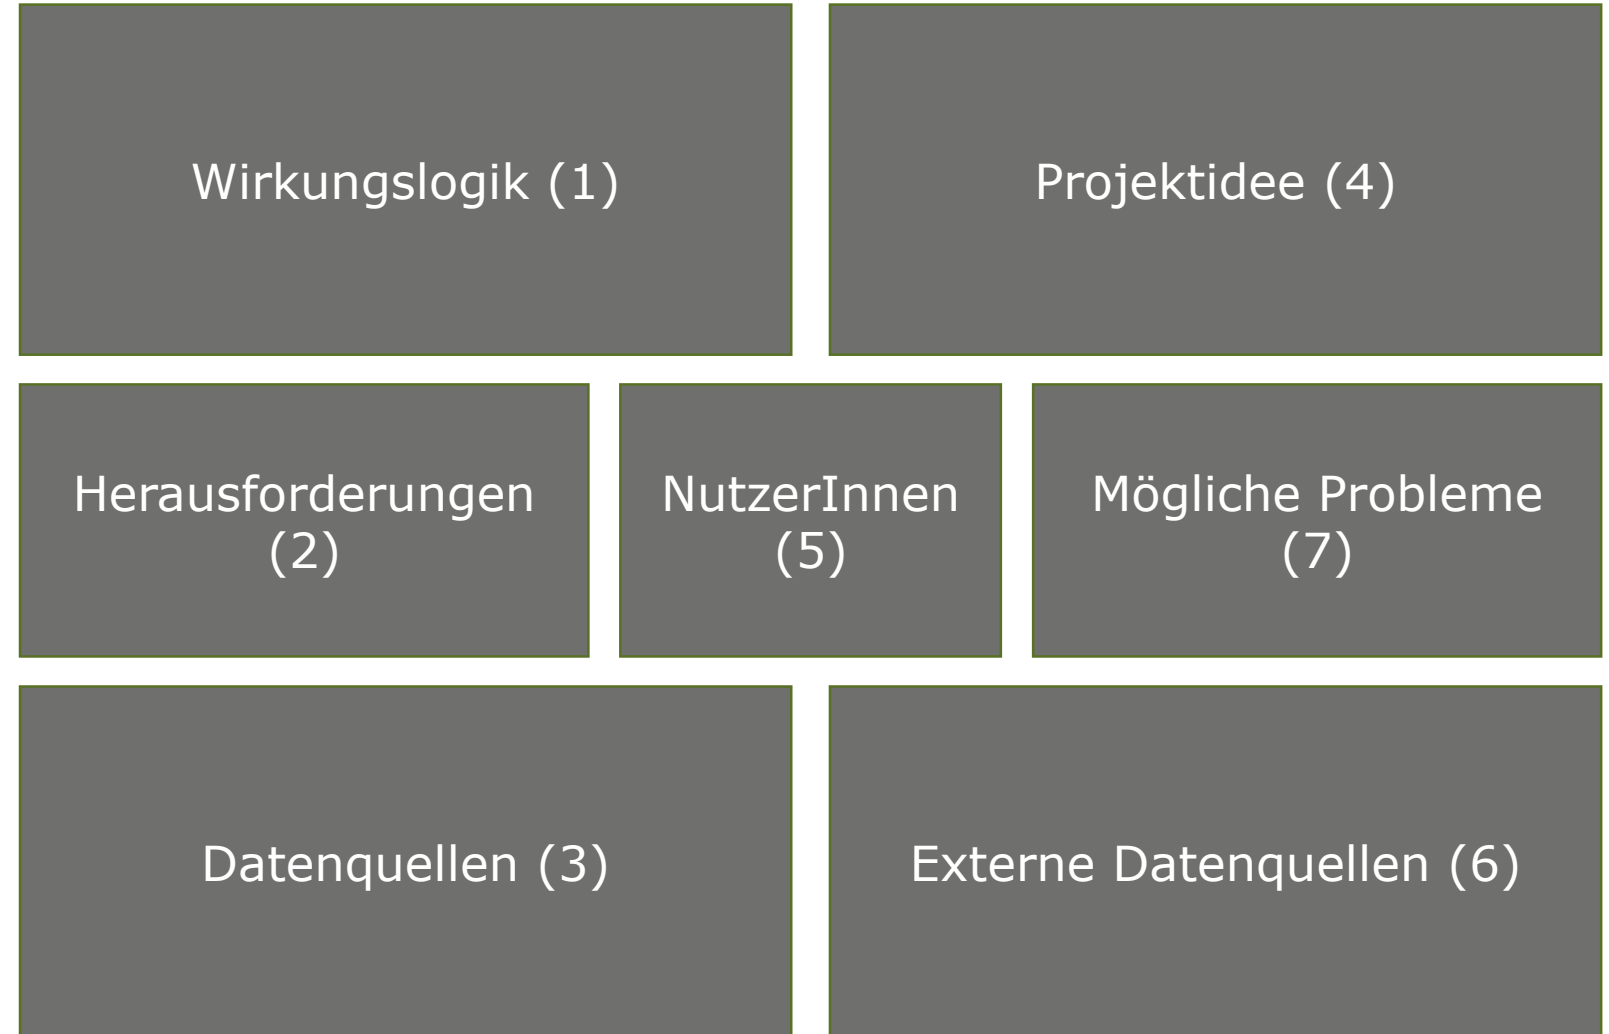 Wirkungslogik (1)
Projektidee (4)
Herausforderungen
(2)
NutzerInnen
(5)
Mögliche Probleme
(7)
Datenquellen (3)
Externe Datenquellen (6)